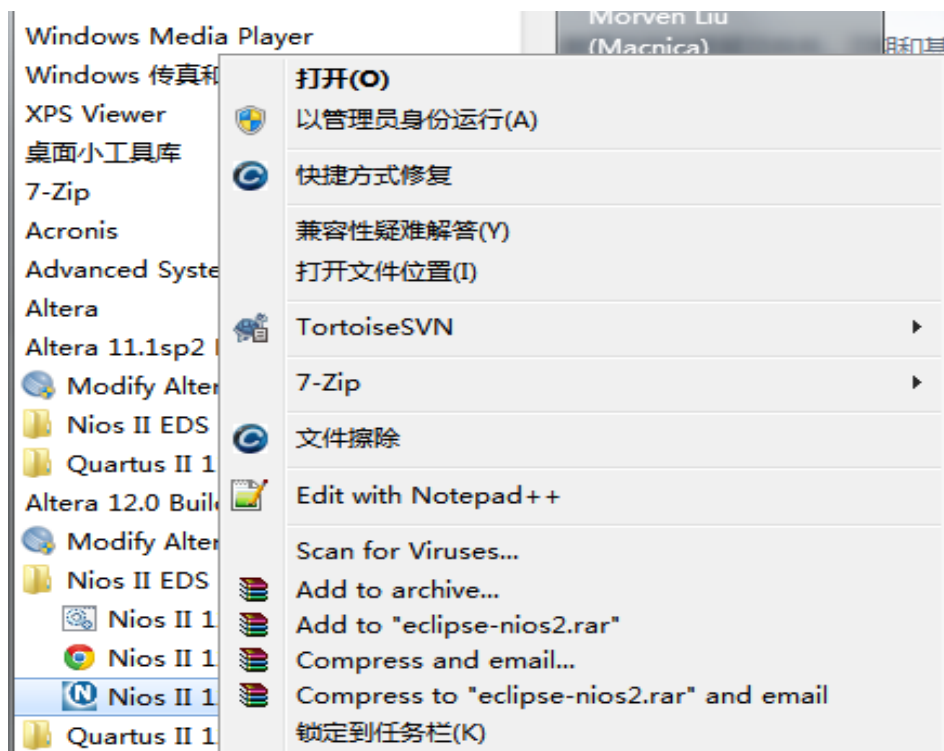 Windows Media Player
Windows 传真和
XPS Viewer
桌面小工具库
7-Zip
Acronis
Advanced Syste
Altera
Altera 11.1sp2
Modify Alter
Nios II EDS
Quartus II 1
Altera 12.0 Buil
Modify Alter
Nios II EDS
Nios II 1
Nios II 1
Nios II 1
Quartus II 1
Morven Liu
(Macnica)
和其
打开(O)
以管理员身份运行(A)
快捷方式修复
兼容性疑难解答(Y)
打开文件位置(I)
TortoiseSVN
7-Zip
文件擦除
Edit with Notepad++
Scan for Viruses...
Add to archive...
Add to "eclipse-nios2.rar"
Compress and email...
Compress to "eclipse-nios2.rar" and email
锁定到任务栏(K)